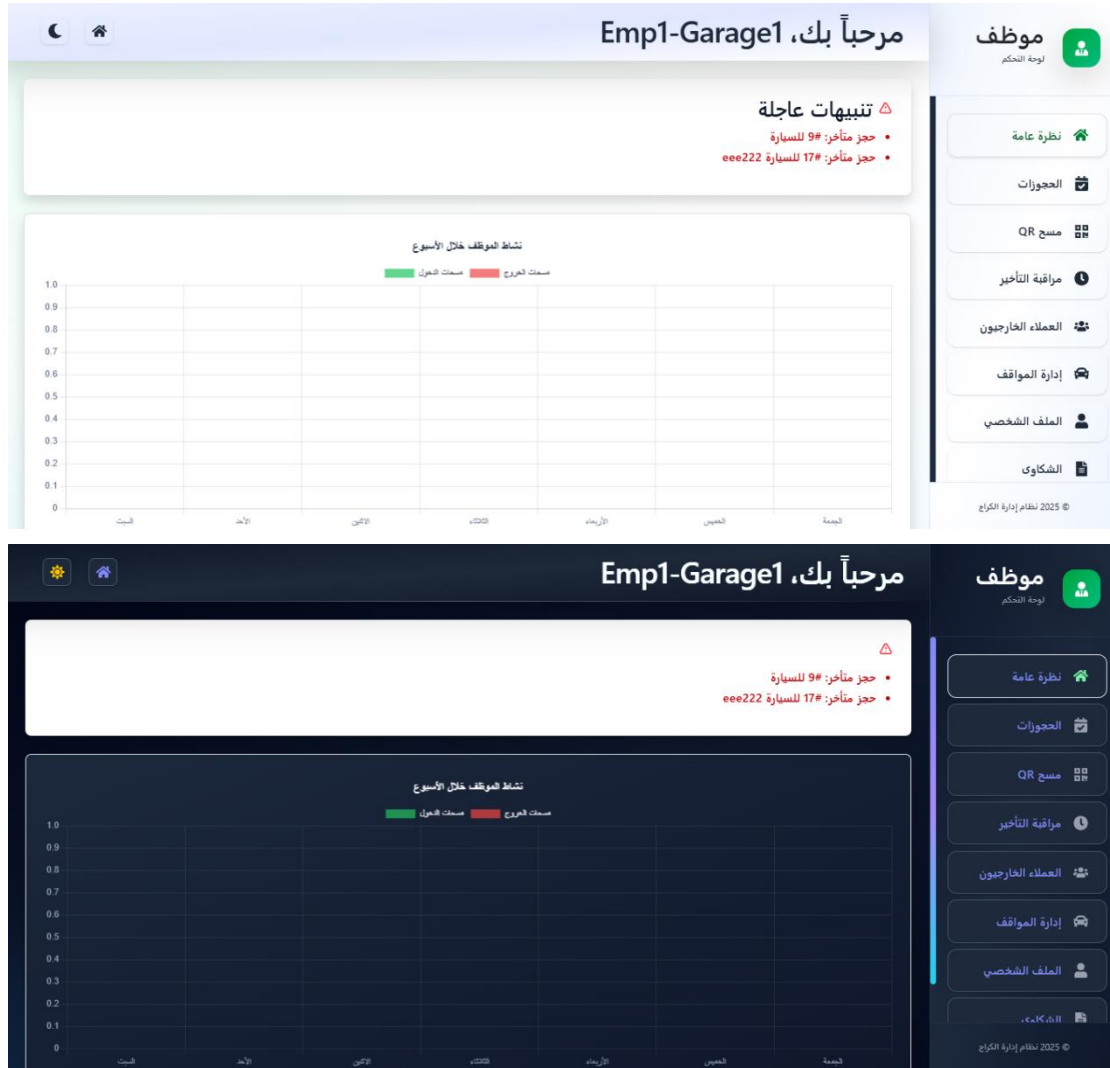 موظف
لوحة التحكم
مرحباً بك، Emp1-Garage1
نظرة عامة
الحجوزات
مسح QR
مراقبة التأخير
العملاء الخارجيون
إدارة المواقف
الملف الشخصي
الشكاوى
© 2025 نظام إدارة الكراج
تنبيهات عاجلة
حجز متأخر: #9 للسيارة
حجز متأخر: #17 للسيارة eee222
نشاط الموظف خلال الأسبوع
مسحات الخروج مسحات الدخول
1.0
0.9
0.8
0.7
0.6
0.5
0.4
0.3
0.2
0.1
0
الجمعة الخميس الأربعاء الثلاثاء الاثنين الأحد السبت
موظف
لوحة التحكم
مرحباً بك، Emp1-Garage1
نظرة عامة
الحجوزات
مسح QR
مراقبة التأخير
العملاء الخارجيون
إدارة المواقف
الملف الشخصي
الشكاوى
© 2025 نظام إدارة الكراج
حجز متأخر: #9 للسيارة
حجز متأخر: #17 للسيارة eee222
نشاط الموظف خلال الأسبوع
مسحات الخروج مسحات الدخول
1.0
0.9
0.8
0.7
0.6
0.5
0.4
0.3
0.2
0.1
0
الجمعة الخميس الأربعاء الثلاثاء الاثنين الأحد السبت